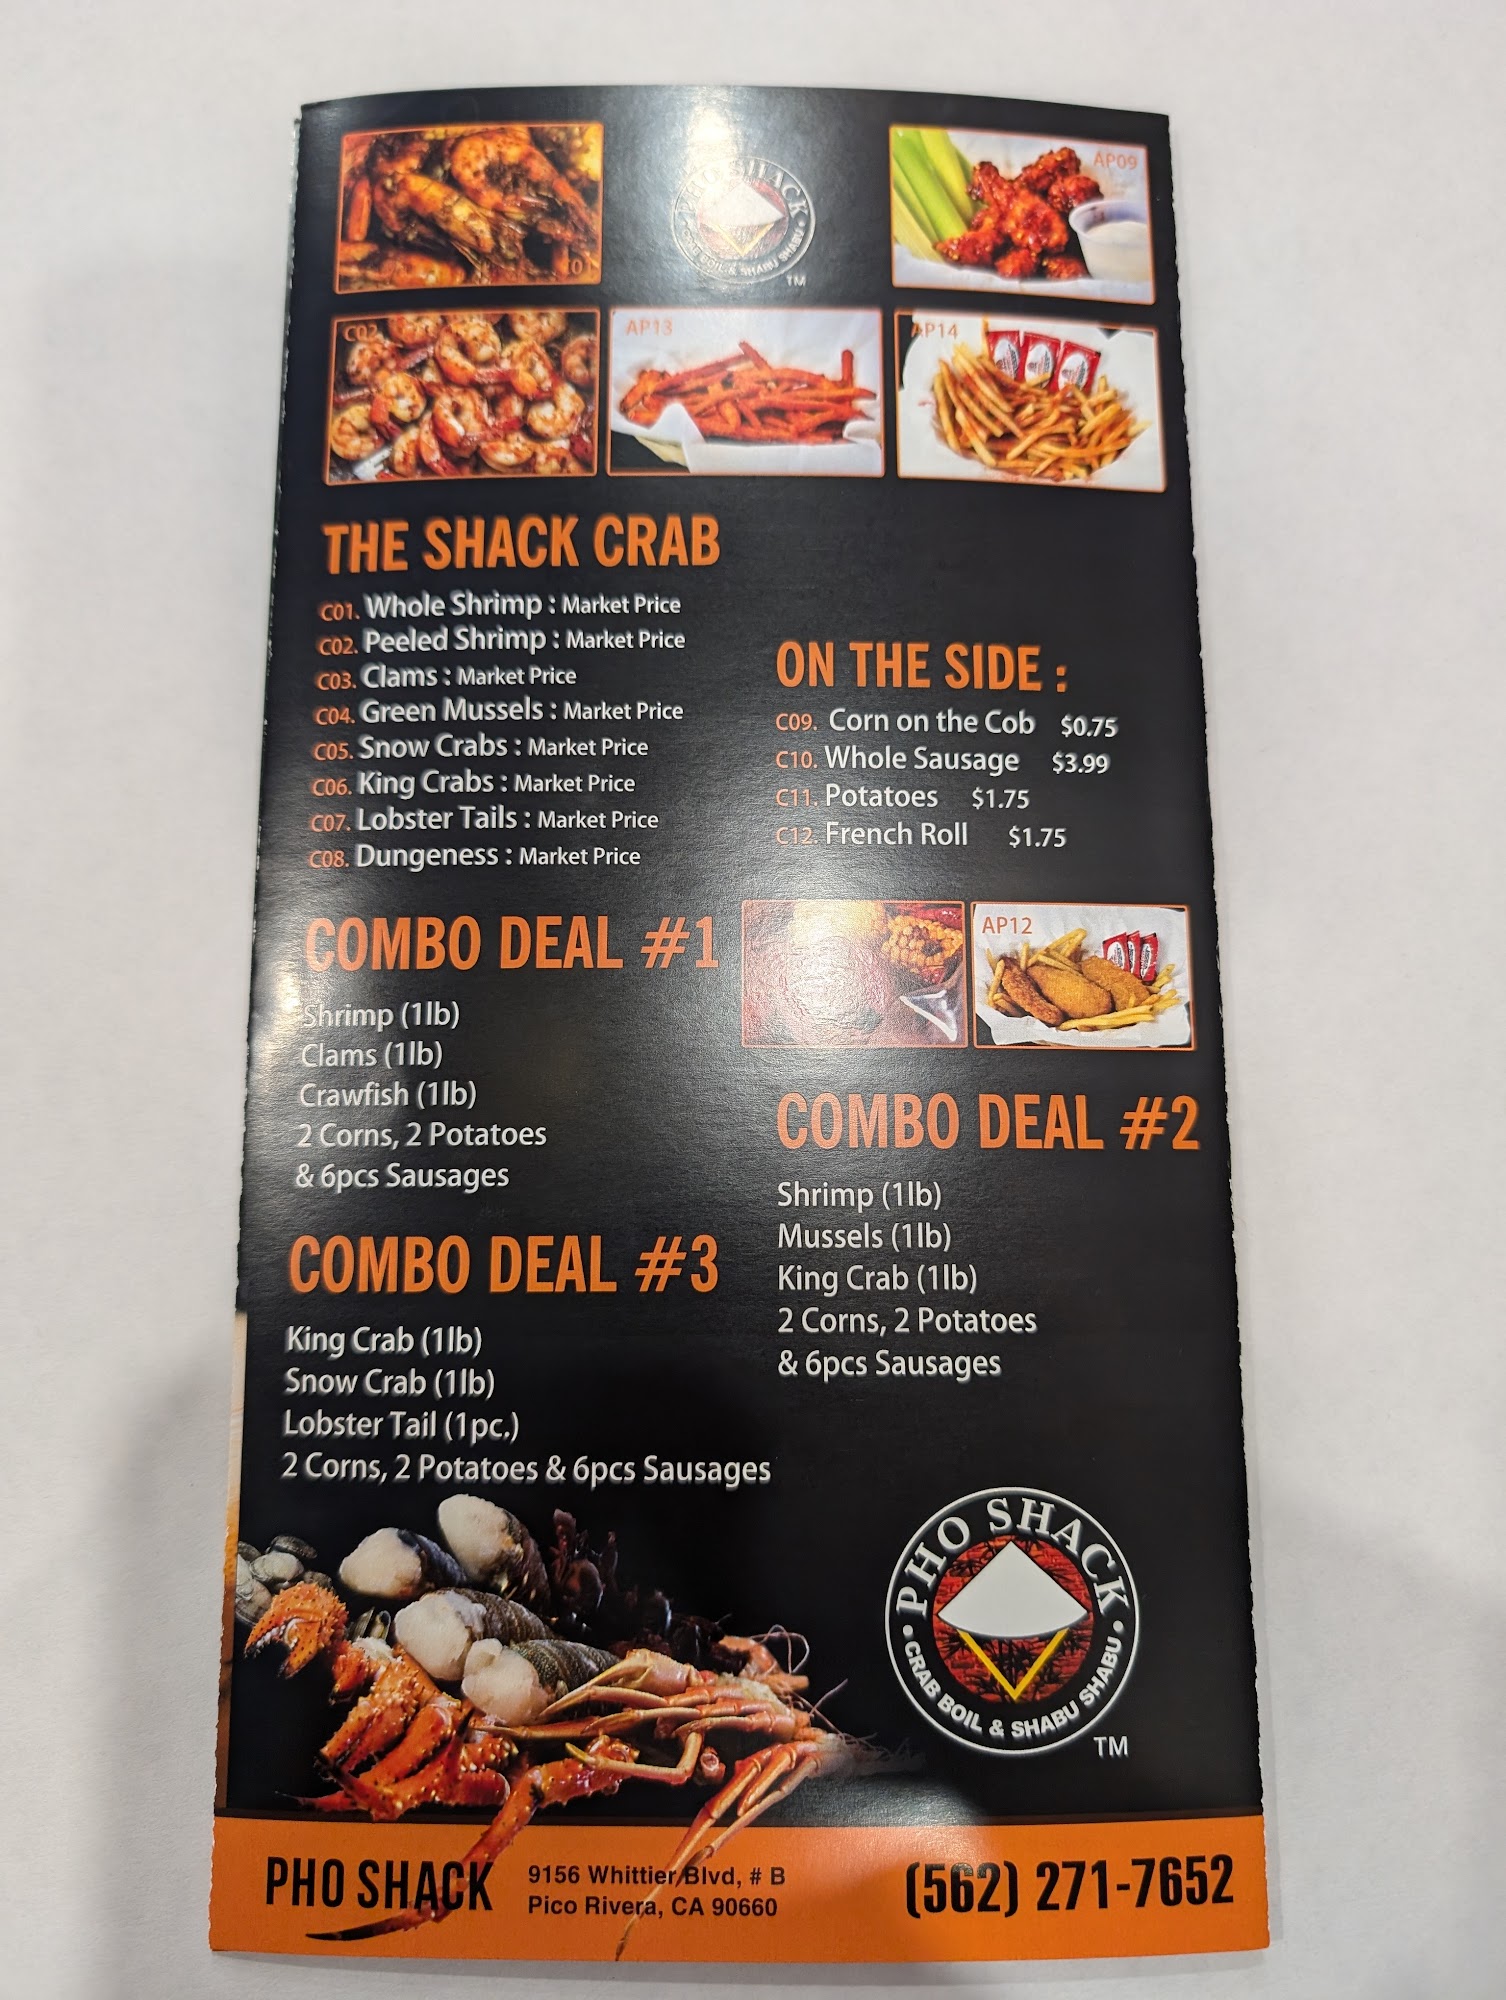 PHO SHACK
CRAB BOIL & SHABU SHABU
TM
AP09
C02
AP13
AP14
THE SHACK CRAB
C01. Whole Shrimp : Market Price
C02. Peeled Shrimp : Market Price
C03. Clams : Market Price
C04. Green Mussels : Market Price
C05. Snow Crabs : Market Price
C06. King Crabs : Market Price
C07. Lobster Tails : Market Price
C08. Dungeness : Market Price
ON THE SIDE :
C09. Corn on the Cob $0.75
C10. Whole Sausage $3.99
C11. Potatoes $1.75
C12. French Roll $1.75
COMBO DEAL #1
Shrimp (1lb)
Clams (1lb)
Crawfish (1lb)
2 Corns, 2 Potatoes
& 6pcs Sausages
AP12
COMBO DEAL #2
Shrimp (1lb)
Mussels (1lb)
King Crab (1lb)
2 Corns, 2 Potatoes
& 6pcs Sausages
COMBO DEAL #3
King Crab (1lb)
Snow Crab (1lb)
Lobster Tail (1pc.)
2 Corns, 2 Potatoes & 6pcs Sausages
PHO SHACK
• CRAB BOIL & SHABU SHABU •
TM
PHO SHACK
9156 Whittier Blvd, # B
Pico Rivera, CA 90660
(562) 271-7652